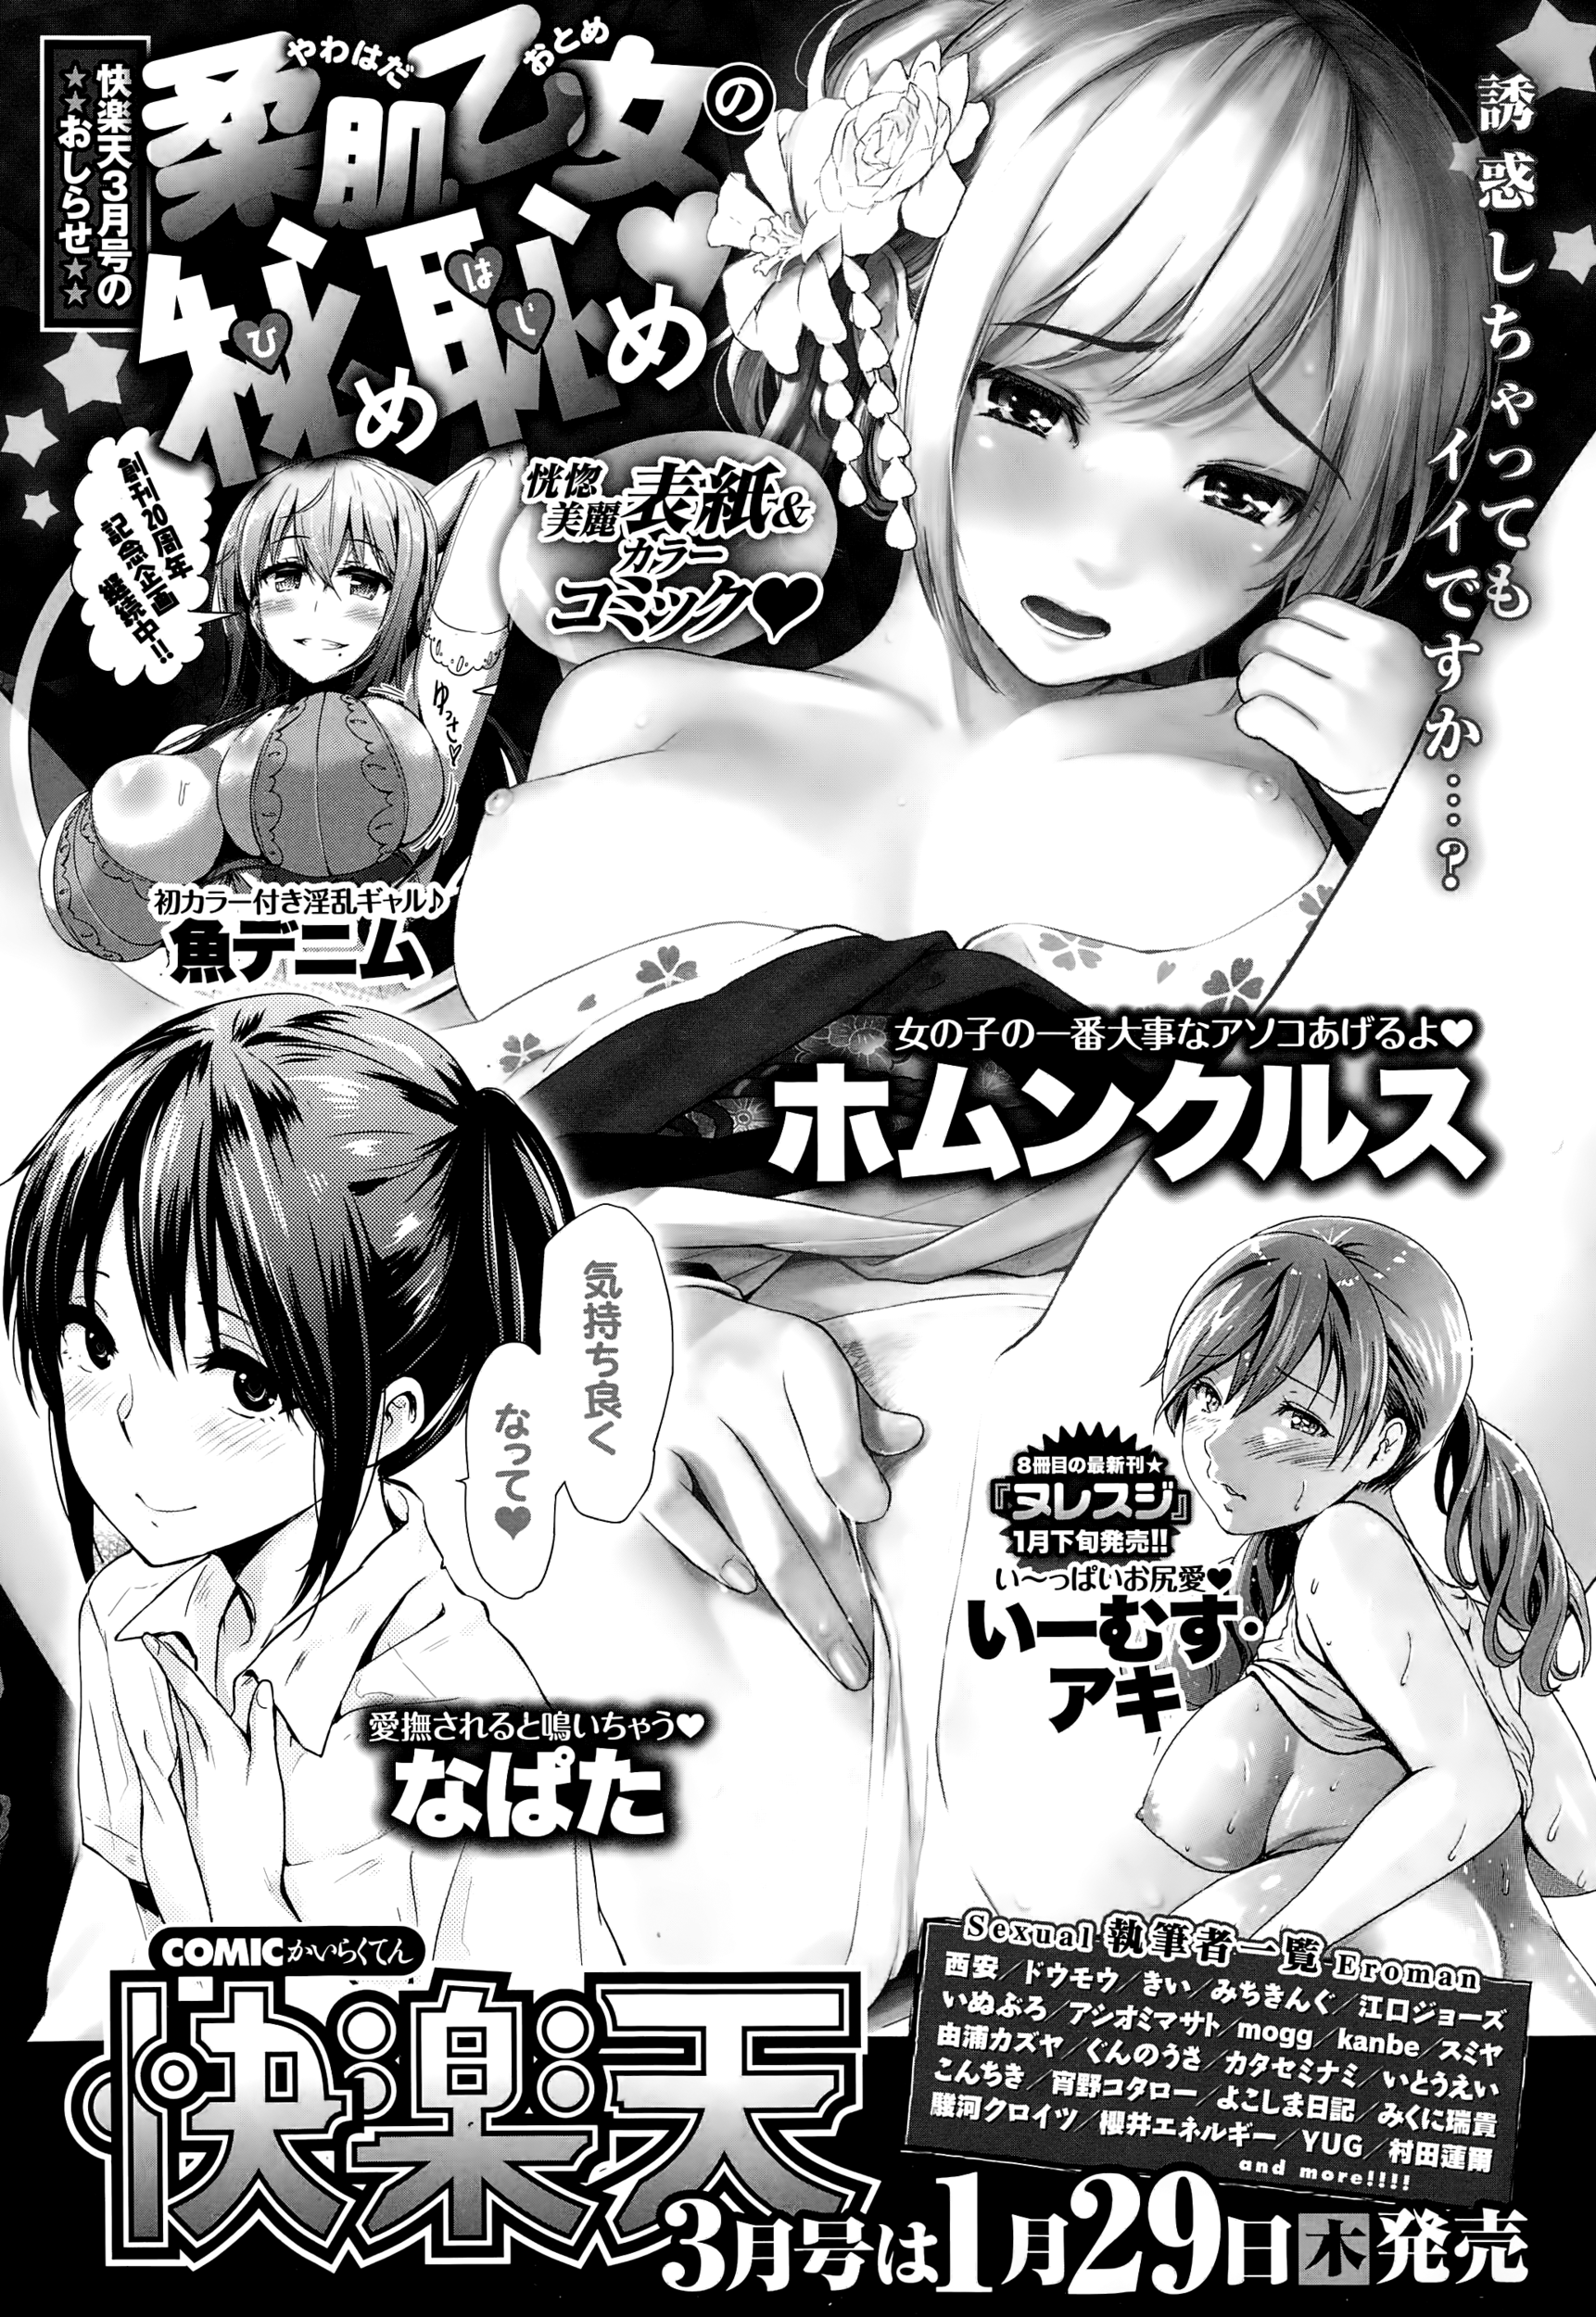 快楽天3月号の
★★おしらせ★★
やわはだ おとめ
柔肌乙女の
ひ は じ
秘め恥め
誘惑しちゃっても
イイですか…？
恍惚
美麗
表紙&
カラー
コミック♥
創刊20周年
記念企画
継続中!!
ゆっさ♡
初カラー付き淫乱ギャル♪
魚デニム
女の子の一番大事なアソコあげるよ♥
ホムンクルス
気持ち良く
なって♥
8冊目の最新刊★
『ヌレスジ』
1月下旬発売!!
い〜っぱいお尻愛♥
いーむす・
アキ
愛撫されると鳴いちゃう♥
なぱた
COMICかいらくてん
快楽天
Sexual 執筆者一覧 Eroman
西安／ドウモウ／きい／みちきんぐ／江口ジョーズ
いぬぶろ／アシオミマサト／mogg／kanbe／スミヤ
由浦カズヤ／ぐんのうさ／カタセミナミ／いとうえい
こんちき／宵野コタロー／よこしま日記／みくに瑞貴
駿河クロイツ／櫻井エネルギー／YUG／村田蓮爾
and more!!!!
3月号は1月29日木発売